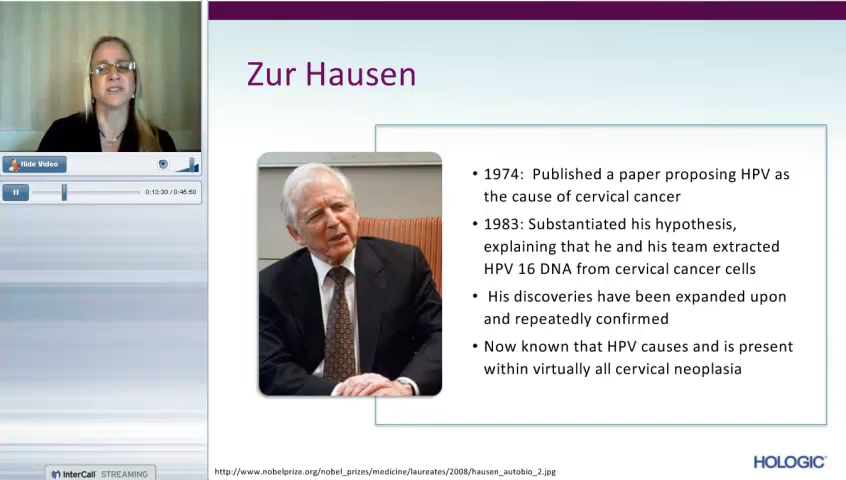 Zur Hausen
Hide Video
0:13:30 / 0:46:50
• 1974:  Published a paper proposing HPV as
the cause of cervical cancer
• 1983: Substantiated his hypothesis,
explaining that he and his team extracted
HPV 16 DNA from cervical cancer cells
•  His discoveries have been expanded upon
and repeatedly confirmed
• Now known that HPV causes and is present
within virtually all cervical neoplasia
InterCall STREAMING
http://www.nobelprize.org/nobel_prizes/medicine/laureates/2008/hausen_autobio_2.jpg
HOLOGIC